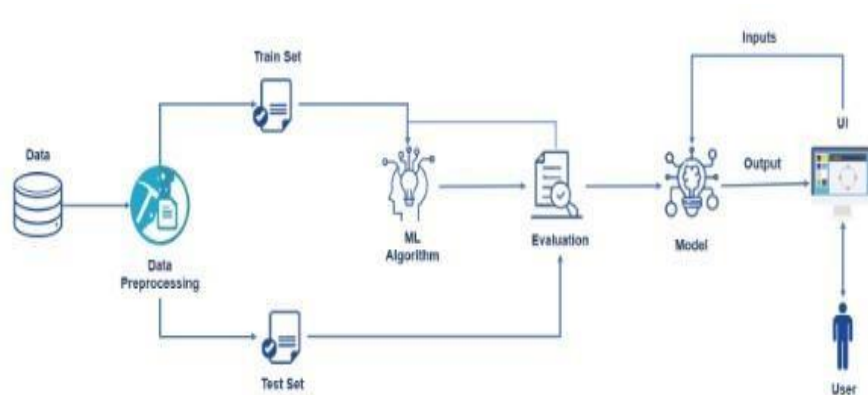 Data
Data
Preprocessing
Train Set
Test Set
ML
Algorithm
Evaluation
Model
Inputs
Output
UI
User